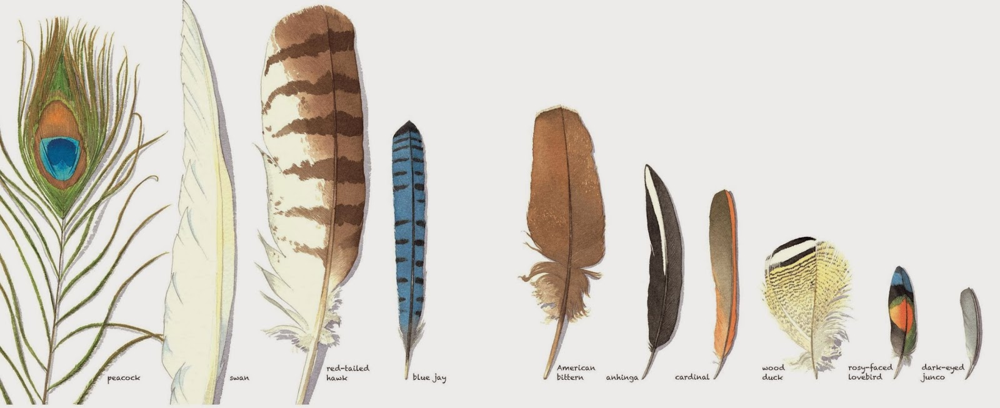 peacock
swan
red-tailed
hawk
blue jay
American
bittern
anhinga
cardinal
wood
duck
rosy-faced
lovebird
dark-eyed
junco